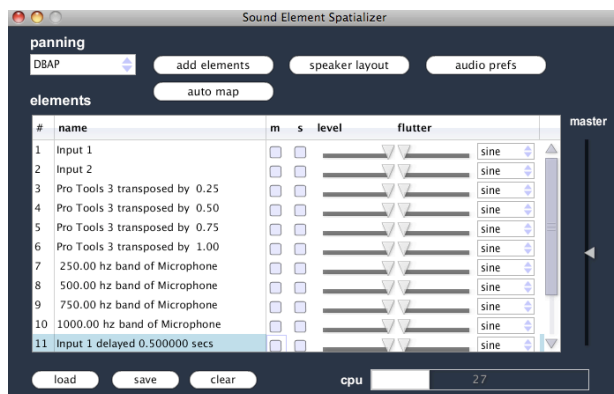 Sound Element Spatializer
panning
DBAP
add elements
speaker layout
audio prefs
auto map
elements
master
# name m s level flutter
1 Input 1 sine
2 Input 2 sine
3 Pro Tools 3 transposed by 0.25 sine
4 Pro Tools 3 transposed by 0.50 sine
5 Pro Tools 3 transposed by 0.75 sine
6 Pro Tools 3 transposed by 1.00 sine
7 250.00 hz band of Microphone sine
8 500.00 hz band of Microphone sine
9 750.00 hz band of Microphone sine
10 1000.00 hz band of Microphone sine
11 Input 1 delayed 0.500000 secs sine
load save clear cpu 27